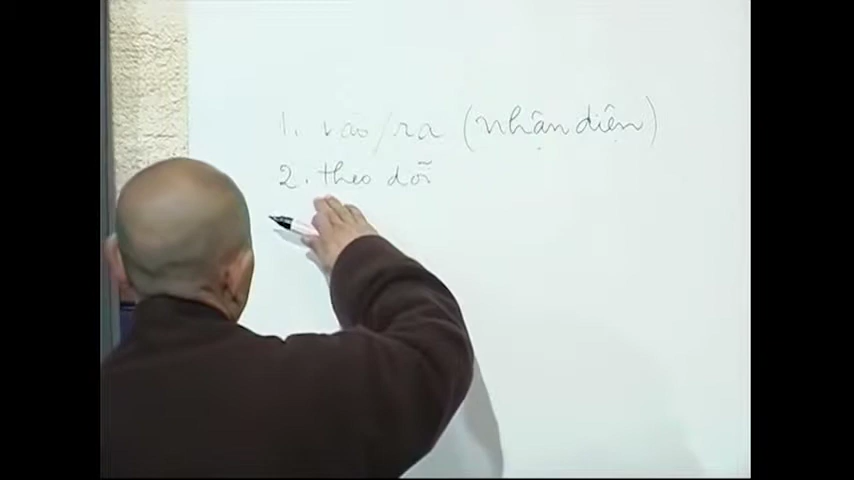 1. vào/ra (nhận diện)
2. theo dõi